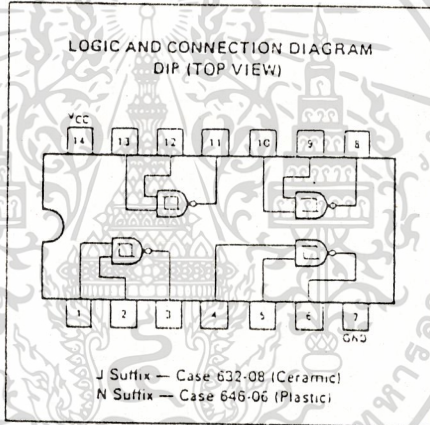 LOGIC AND CONNECTION DIAGRAM
DIP (TOP VIEW)
VCC
14 13 12 11 10 9 8
1 2 3 4 5 6 7
GND
J Suffix — Case 632-08 (Ceramic)
N Suffix — Case 646-06 (Plastic)